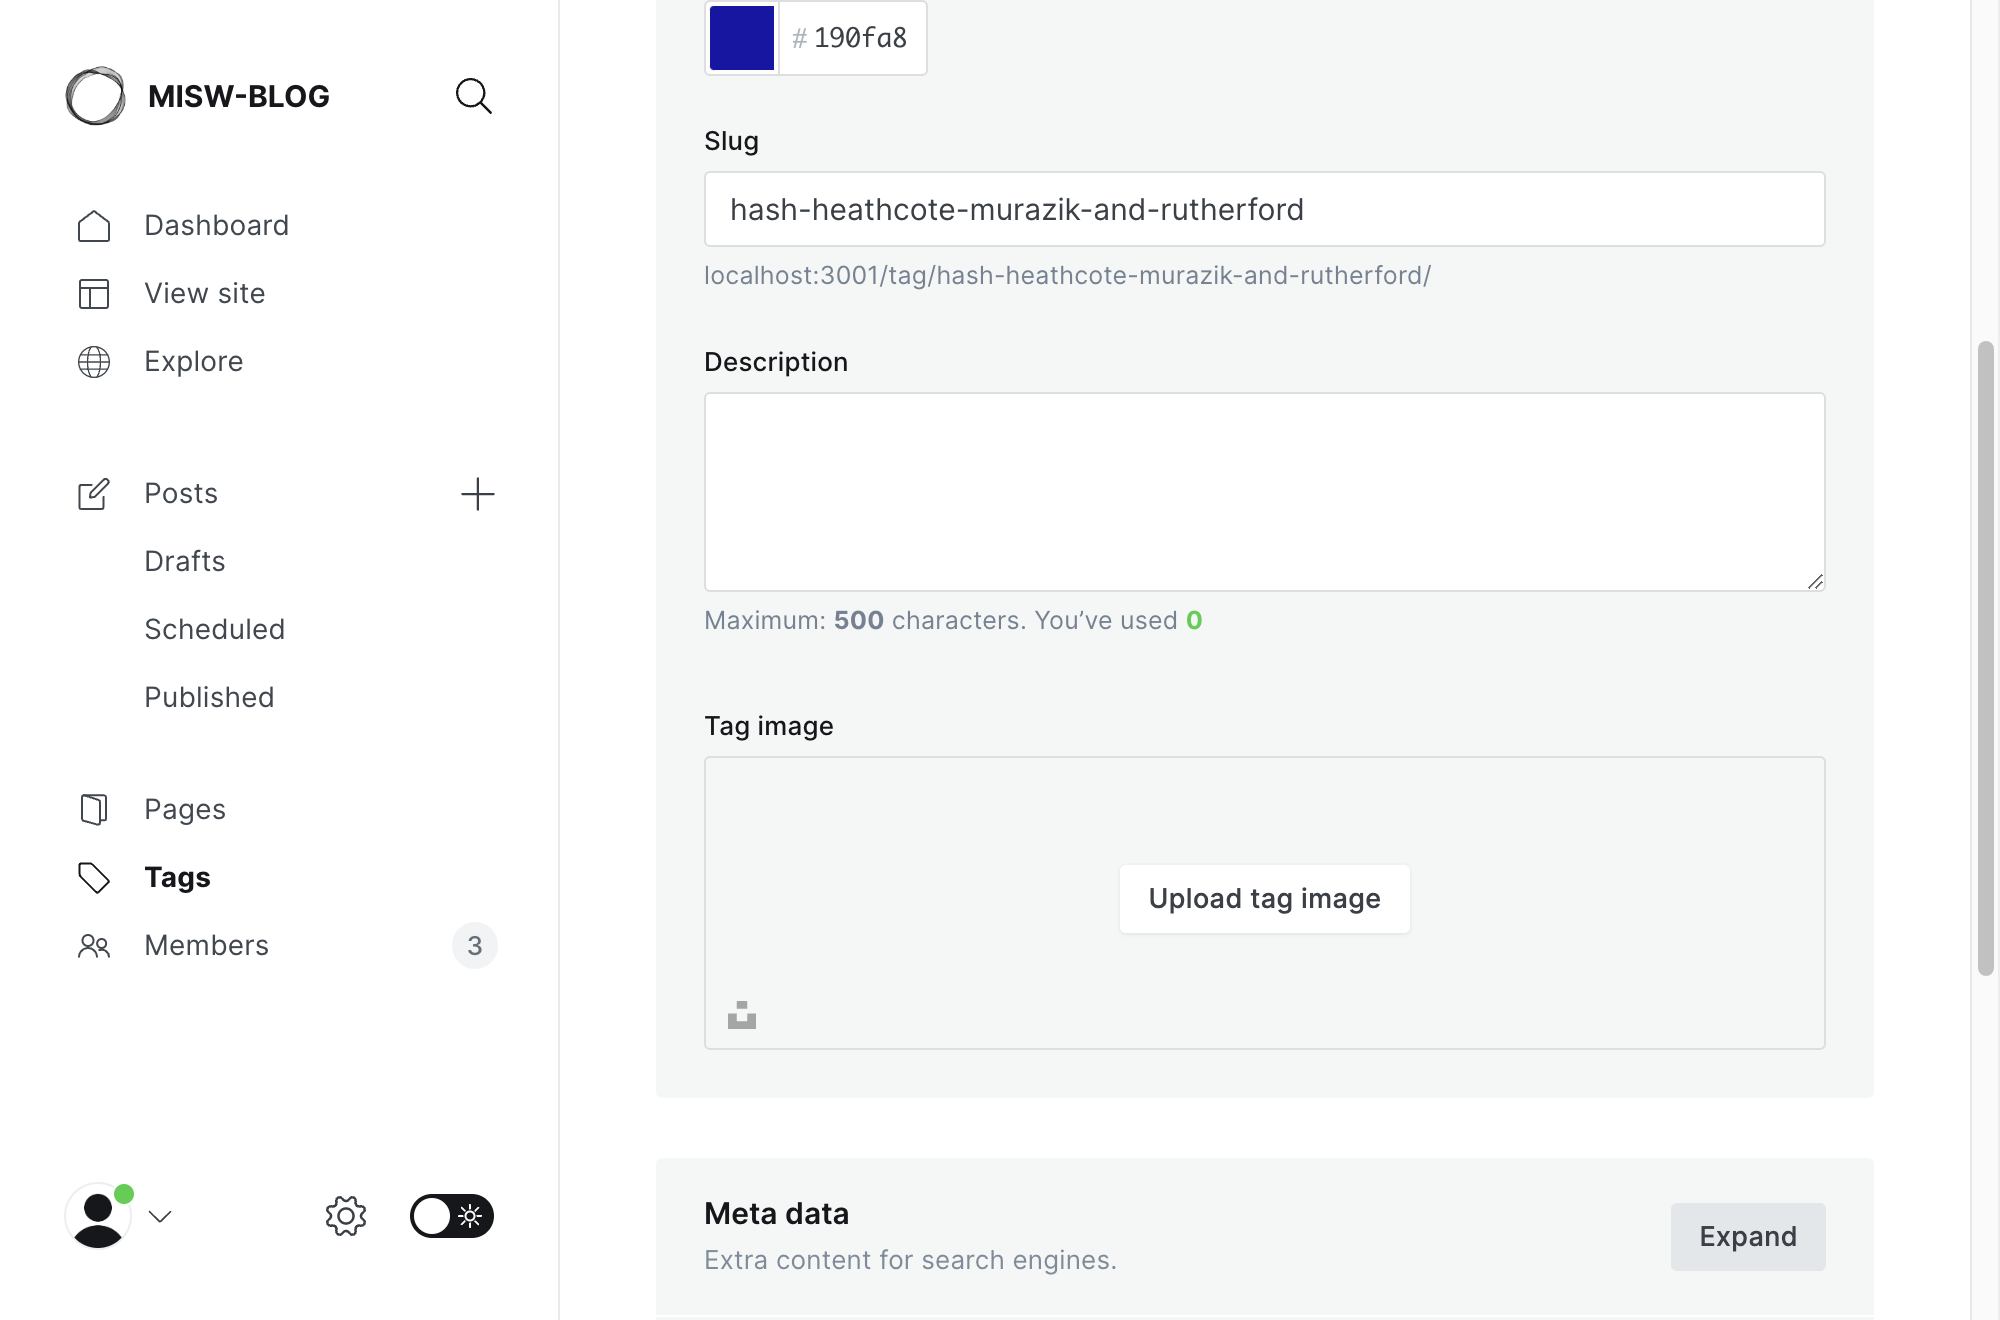 MISW-BLOG
Dashboard
View site
Explore
Posts
Drafts
Scheduled
Published
Pages
Tags
Members 3
# 190fa8
Slug
hash-heathcote-murazik-and-rutherford
localhost:3001/tag/hash-heathcote-murazik-and-rutherford/
Description
Maximum: 500 characters. You’ve used 0
Tag image
Upload tag image
Meta data
Extra content for search engines.
Expand